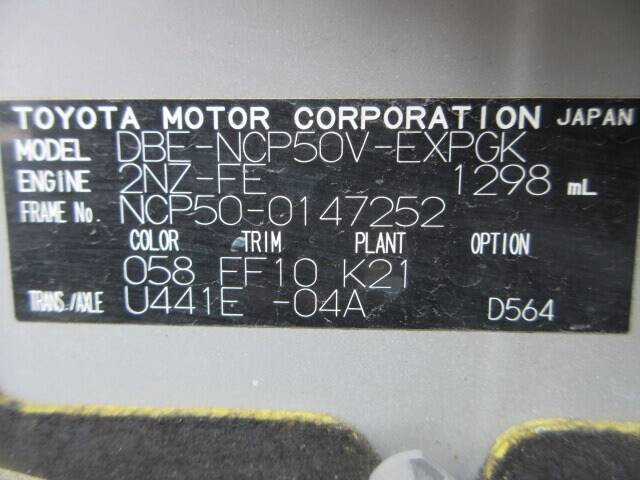 TOYOTA MOTOR CORPORATION JAPAN
MODEL DBE-NCP50V-EXPGK
ENGINE 2NZ-FE 1298 mL
FRAME No. NCP50-0147252
COLOR TRIM PLANT OPTION
058 FF10 K21
TRANS./AXLE U441E -04A D564